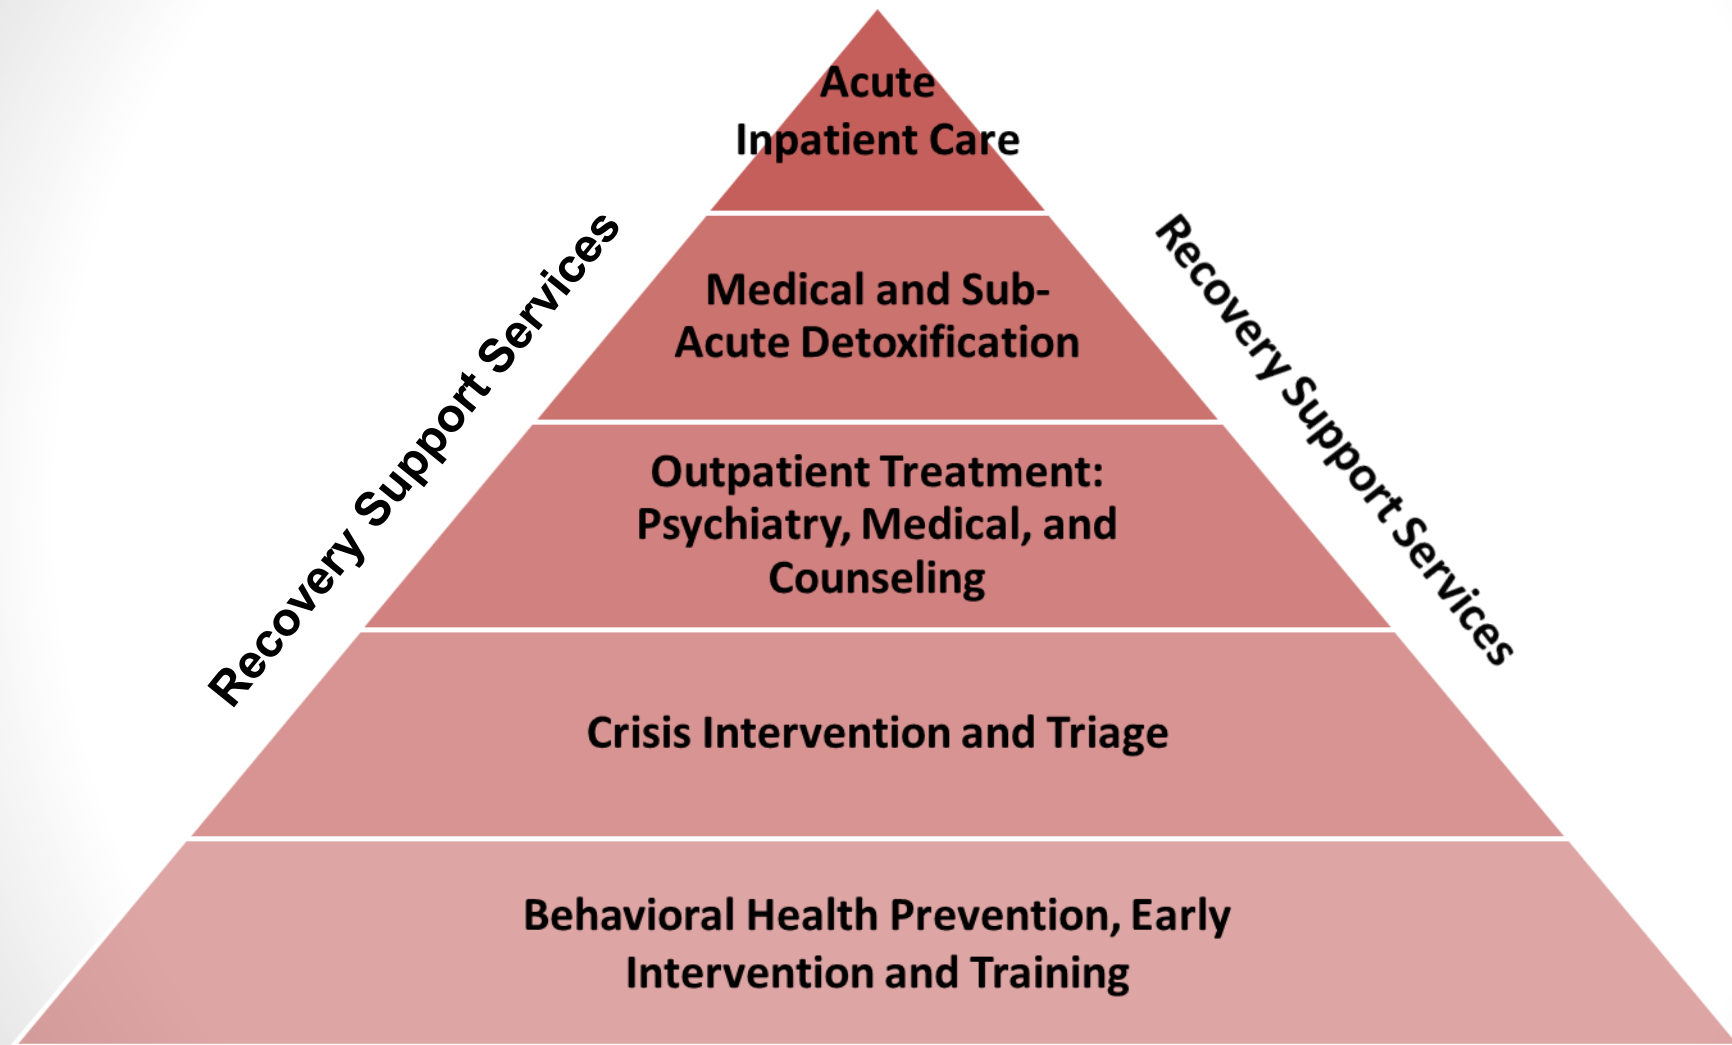 Acute
Inpatient Care
Recovery Support Services
Recovery Support Services
Medical and Sub-
Acute Detoxification
Outpatient Treatment:
Psychiatry, Medical, and
Counseling
Crisis Intervention and Triage
Behavioral Health Prevention, Early
Intervention and Training